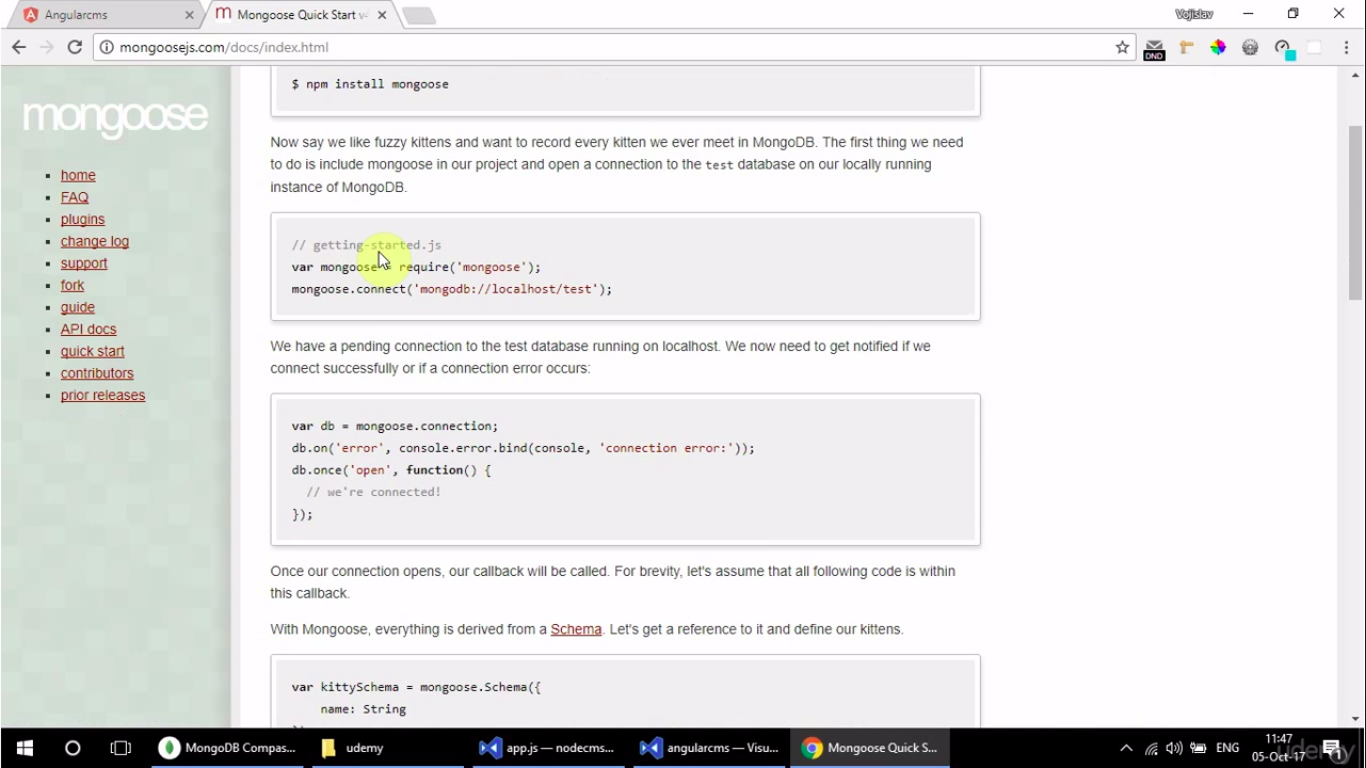 Angularcms
Mongoose Quick Start v4
Vojislav
mongoosejs.com/docs/index.html
DND
mongoose
home
FAQ
plugins
change log
support
fork
guide
API docs
quick start
contributors
prior releases
$ npm install mongoose
Now say we like fuzzy kittens and want to record every kitten we ever meet in MongoDB. The first thing we need
to do is include mongoose in our project and open a connection to the test database on our locally running
instance of MongoDB.
// getting-started.js
var mongoose = require('mongoose');
mongoose.connect('mongodb://localhost/test');
We have a pending connection to the test database running on localhost. We now need to get notified if we
connect successfully or if a connection error occurs:
var db = mongoose.connection;
db.on('error', console.error.bind(console, 'connection error:'));
db.once('open', function() {
// we're connected!
});
Once our connection opens, our callback will be called. For brevity, let's assume that all following code is within
this callback.
With Mongoose, everything is derived from a Schema. Let's get a reference to it and define our kittens.
var kittySchema = mongoose.Schema({
name: String
MongoDB Compas...
udemy
app.js — nodecms...
angularcms — Visu...
Mongoose Quick S...
ENG
11:47
05-Oct-17
udemy
1